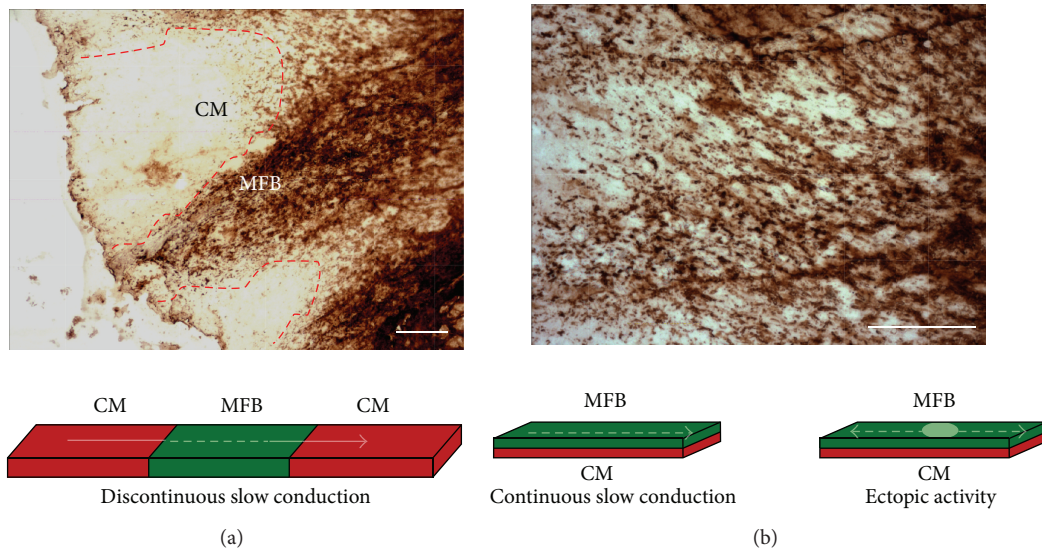 CM
MFB
CM MFB CM
Discontinuous slow conduction
(a)
MFB MFB
CM CM
Continuous slow conduction Ectopic activity
(b)